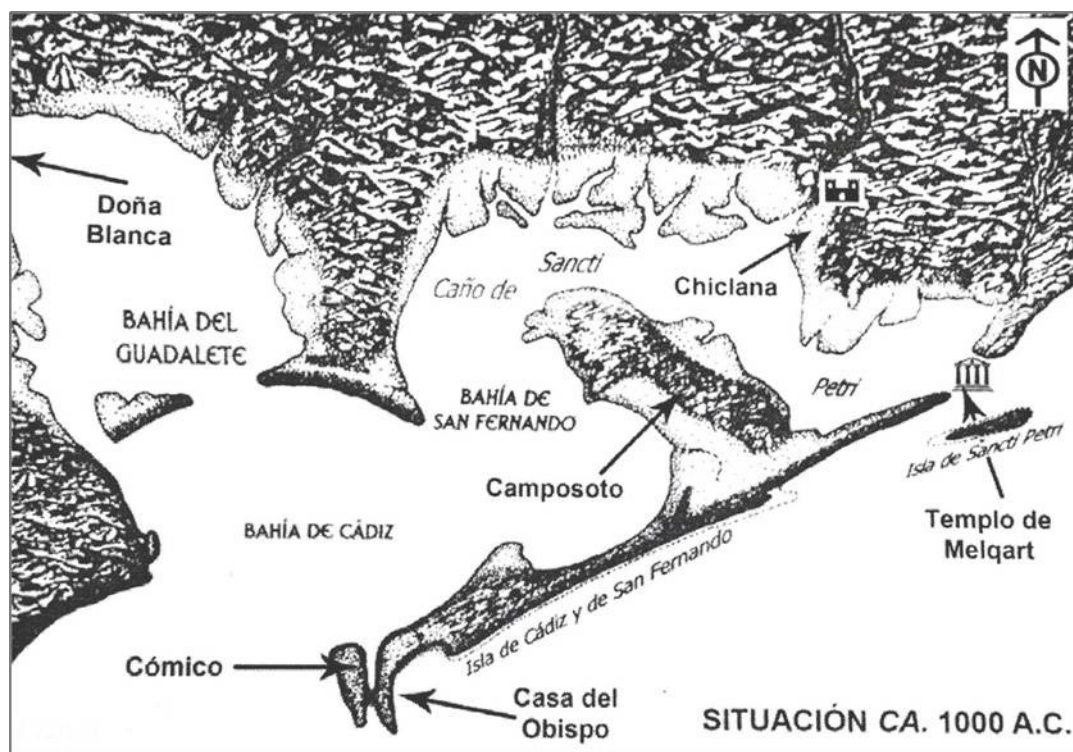 N
Doña
Blanca
Sancti
Caño de
Chiclana
BAHÍA DEL
GUADALETE
Petri
BAHÍA DE
SAN FERNANDO
Isla de Sancti Petri
Camposoto
Templo de
Melqart
BAHÍA DE CÁDIZ
Isla de Cádiz y de San Fernando
Cómico
Casa del
Obispo
SITUACIÓN CA. 1000 A.C.